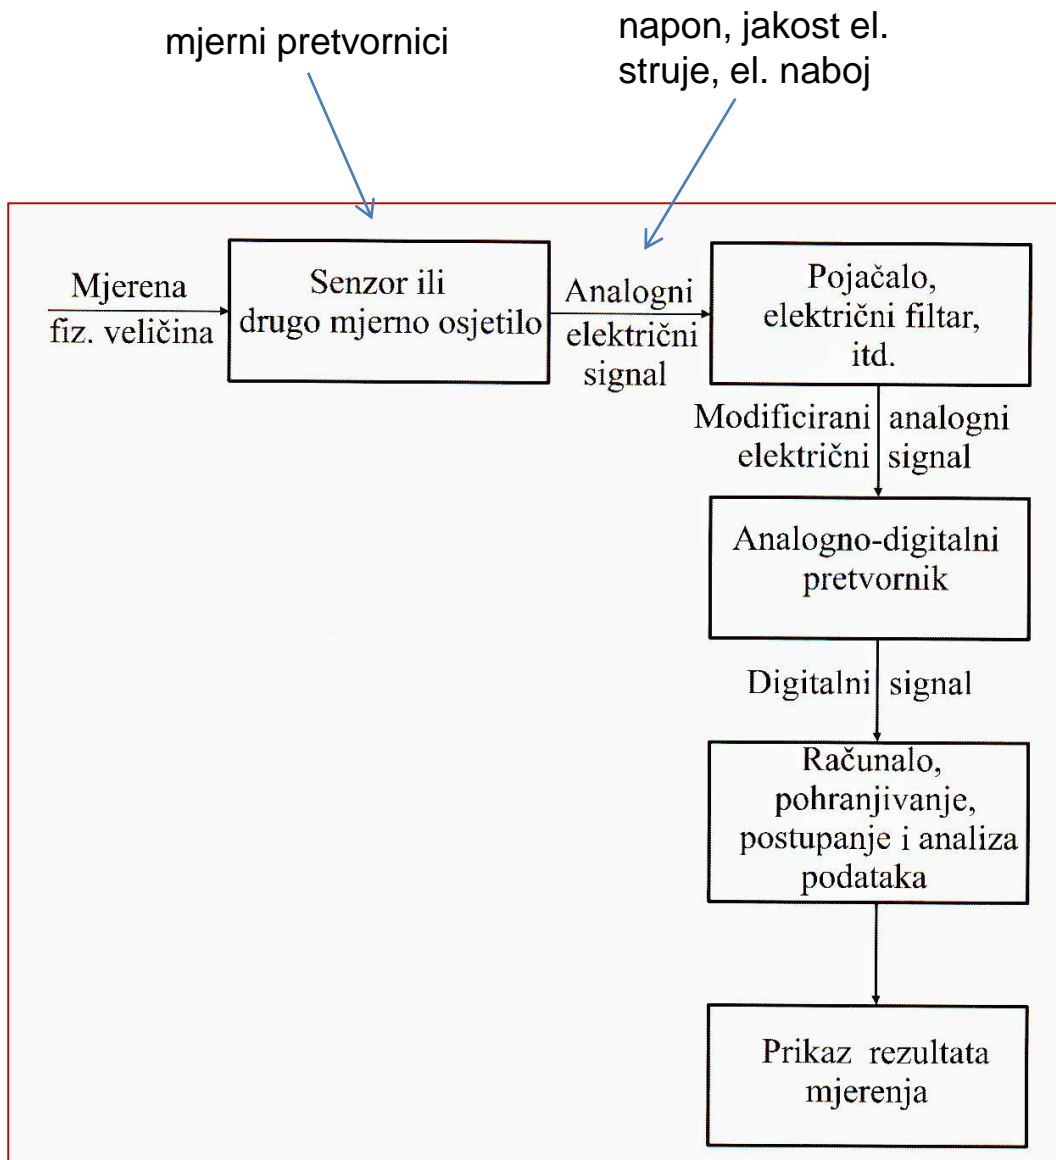 mjerni pretvornici
napon, jakost el.
struje, el. naboj
Mjerena
fiz. veličina
Senzor ili
drugo mjerno osjetilo
Analogni
električni
signal
Pojačalo,
električni filtar,
itd.
Modificirani analogni
električni signal
Analogno-digitalni
pretvornik
Digitalni signal
Računalo,
pohranjivanje,
postupanje i analiza
podataka
Prikaz rezultata
mjerenja